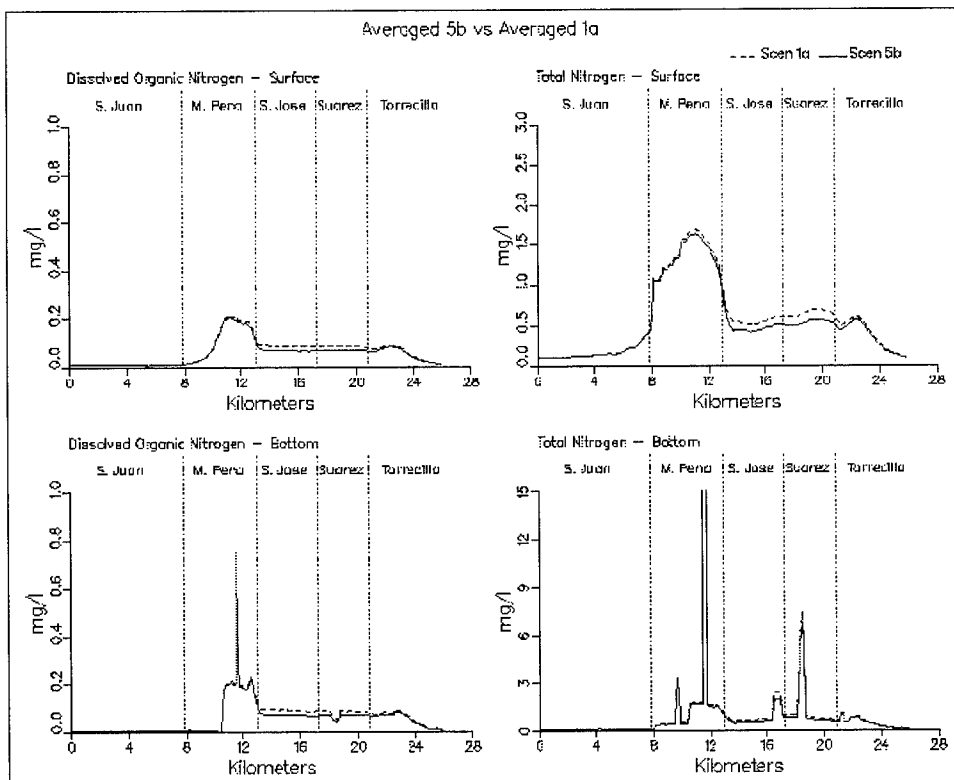 Averaged 5b vs Averaged 1a
Scen 1a
Scen 5b
Dissolved Organic Nitrogen – Surface
S. Juan M. Pena S. Jose Suarez Torrecilla
mg/l
0.0 0.2 0.4 0.6 0.8 1.0
0 4 8 12 16 20 24 28
Kilometers
Total Nitrogen – Surface
S. Juan M. Pena S. Jose Suarez Torrecilla
mg/l
0.0 0.5 1.0 1.5 2.0 2.5 3.0
0 4 8 12 16 20 24 28
Kilometers
Dissolved Organic Nitrogen – Bottom
S. Juan M. Pena S. Jose Suarez Torrecilla
mg/l
0.0 0.2 0.4 0.6 0.8 1.0
0 4 8 12 16 20 24 28
Kilometers
Total Nitrogen – Bottom
S. Juan M. Pena S. Jose Suarez Torrecilla
mg/l
0 3 6 9 12 15
0 4 8 12 16 20 24 28
Kilometers